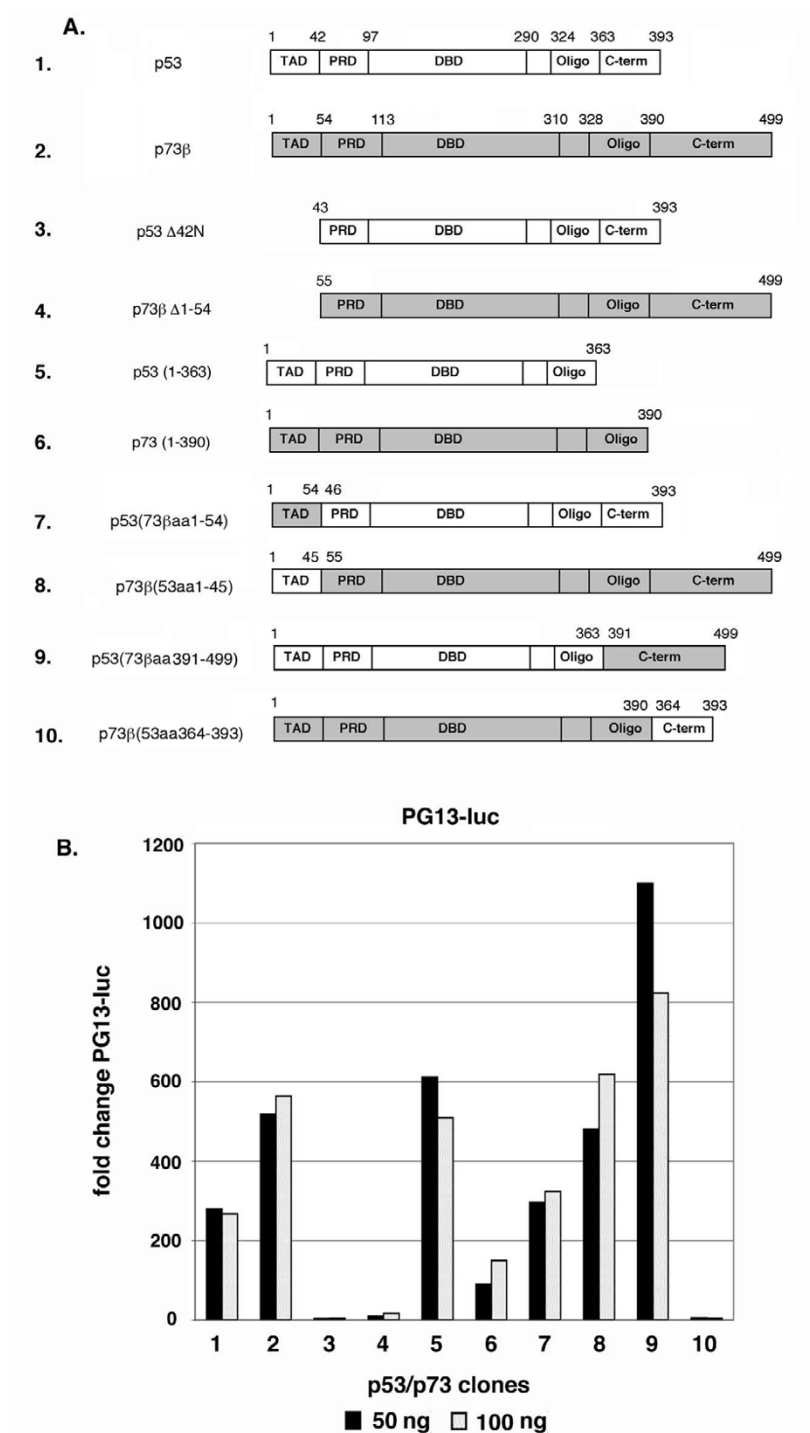 A.
1 42 97 290 324 363 393
1. p53 TAD PRD DBD Oligo C-term
1 54 113 310 328 390 499
2. p73β TAD PRD DBD Oligo C-term
43 393
3. p53 Δ42N PRD DBD Oligo C-term
55 499
4. p73β Δ1-54 PRD DBD Oligo C-term
1 363
5. p53 (1-363) TAD PRD DBD Oligo
1 390
6. p73 (1-390) TAD PRD DBD Oligo
1 54 46 393
7. p53(73βaa1-54) TAD PRD DBD Oligo C-term
1 45 55 499
8. p73β(53aa1-45) TAD PRD DBD Oligo C-term
1 363 391 499
9. p53(73βaa391-499) TAD PRD DBD Oligo C-term
1 390 364 393
10. p73β(53aa364-393) TAD PRD DBD Oligo C-term
PG13-luc
B.
1200
1000
800
600
400
200
0
fold change PG13-luc
1 2 3 4 5 6 7 8 9 10
p53/p73 clones
50 ng 100 ng